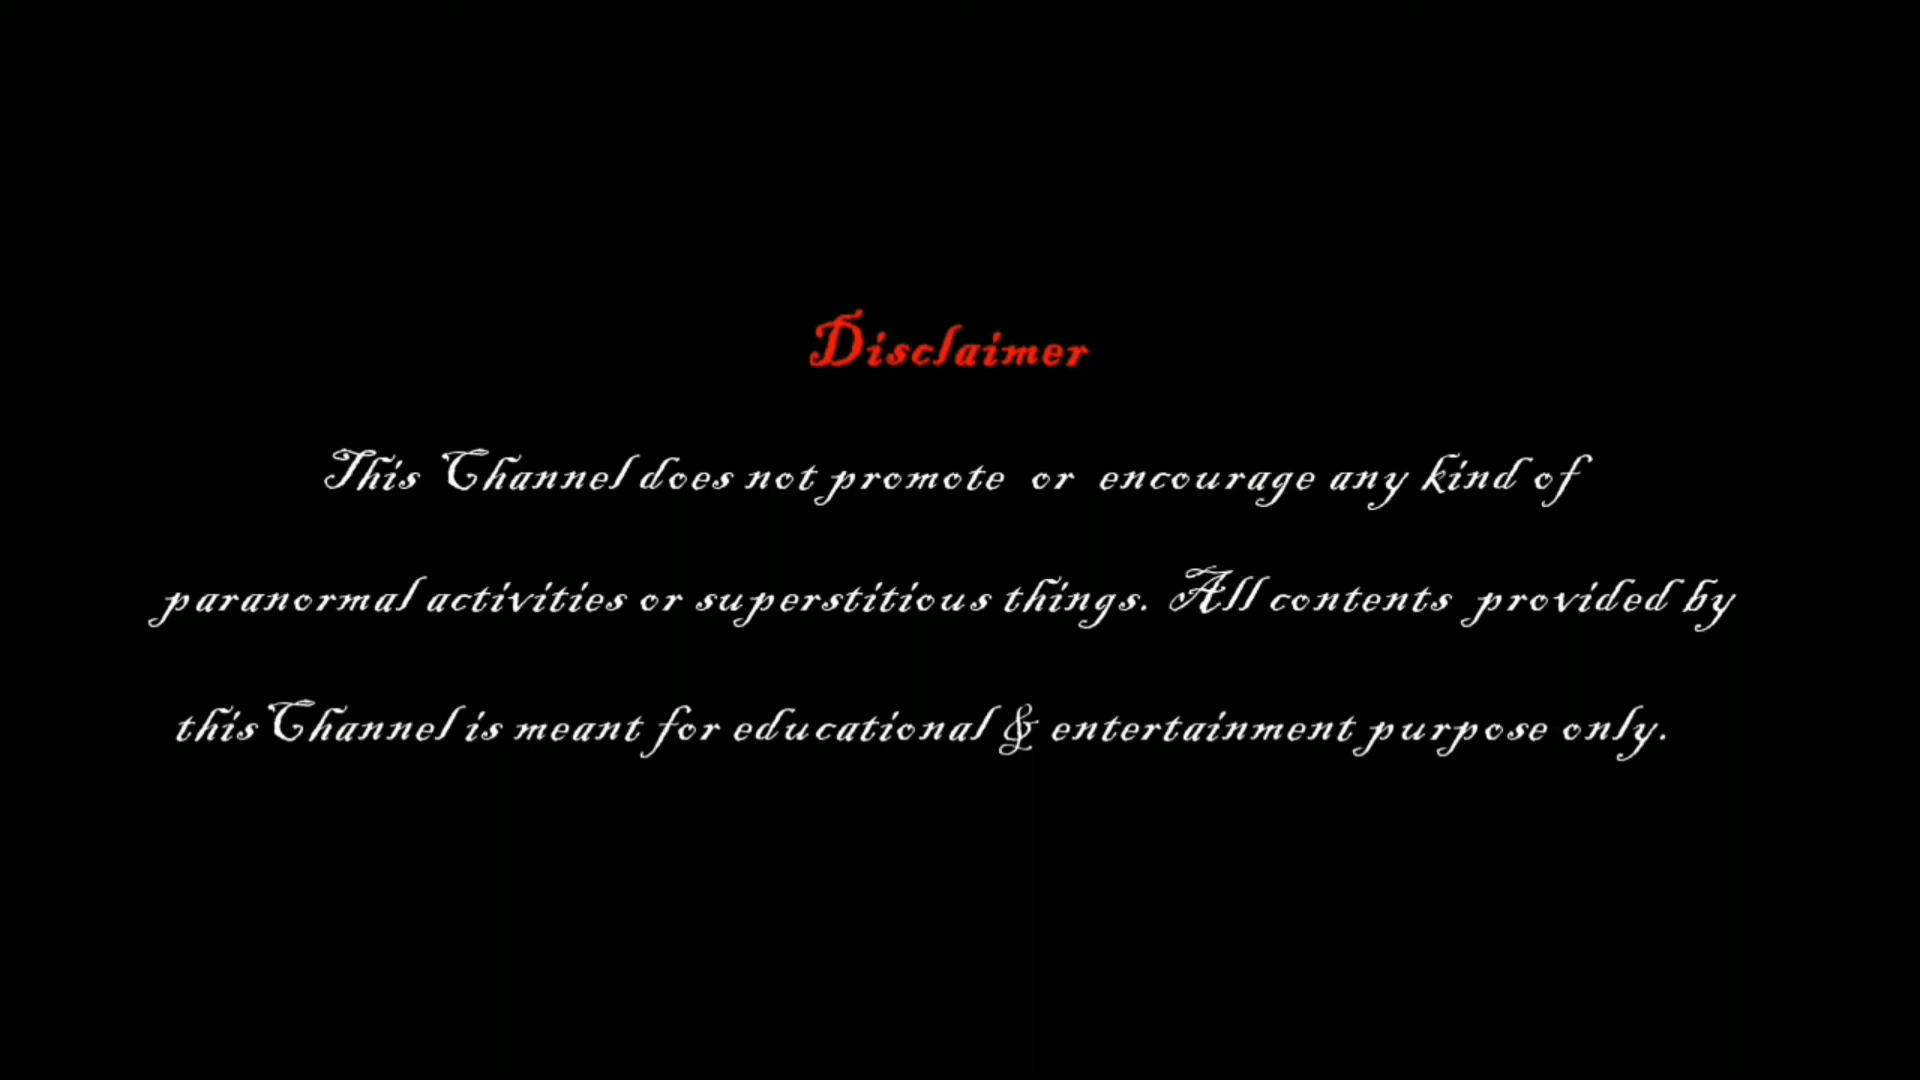 Disclaimer
This Channel does not promote or encourage any kind of
paranormal activities or superstitious things. All contents provided by
this Channel is meant for educational & entertainment purpose only.